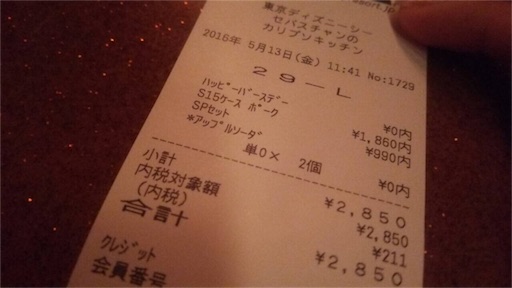 東京ディズニーシー
セバスチャンの
カリプソキッチン
2016年 5月13日(金) 11:41 No:1729
29-L
ハッピーバースデー ¥0内
S15ケース ポーク ¥1,860内
SPセット ¥990内
*アップルソーダ
単0× 2個 ¥0内
小計 ¥2,850
内税対象額 ¥2,850
(内税) ¥211
合計 ¥2,850
クレジット
会員番号